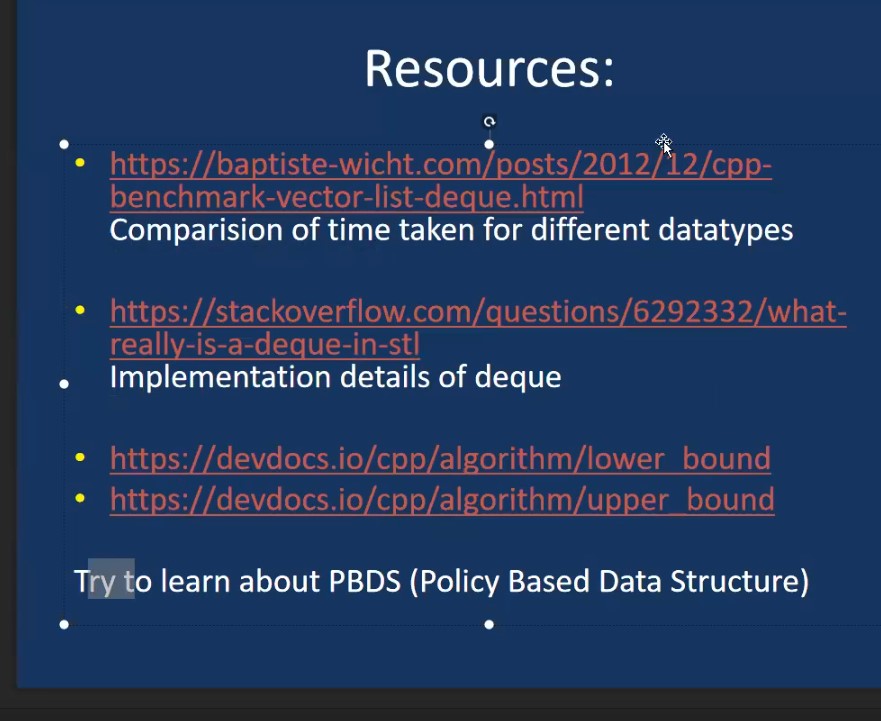 Resources:
https://baptiste-wicht.com/posts/2012/12/cpp-
benchmark-vector-list-deque.html
Comparision of time taken for different datatypes
https://stackoverflow.com/questions/6292332/what-
really-is-a-deque-in-stl
Implementation details of deque
https://devdocs.io/cpp/algorithm/lower_bound
https://devdocs.io/cpp/algorithm/upper_bound
Try to learn about PBDS (Policy Based Data Structure)